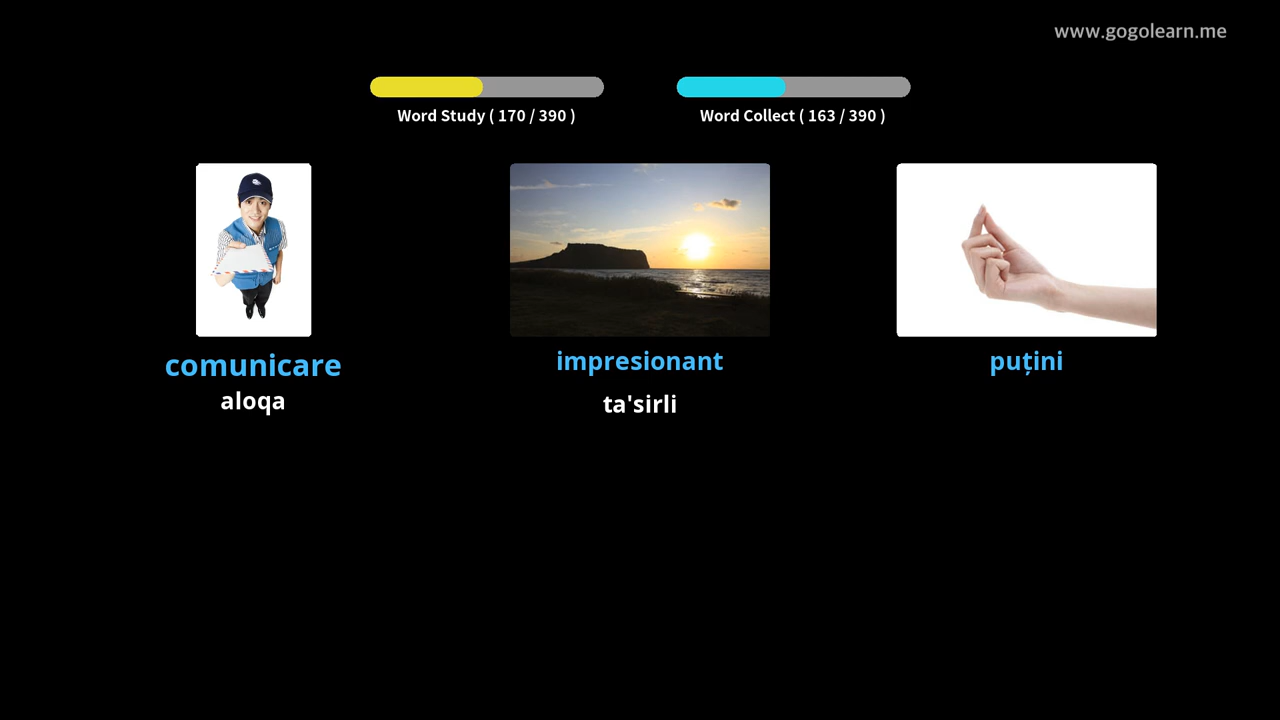 www.gogolearn.me
Word Study ( 170 / 390 )
Word Collect ( 163 / 390 )
comunicare
aloqa
impresionant
ta'sirli
puțini